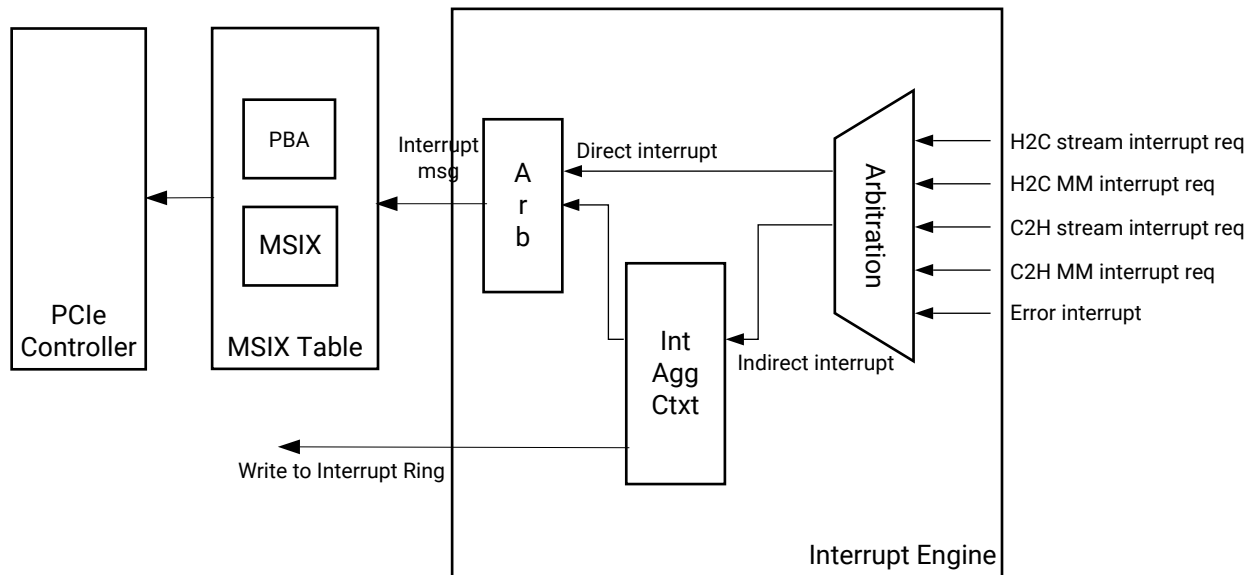 PCIe
Controller
PBA
MSIX
MSIX Table
Interrupt
msg
A
r
b
Direct interrupt
Int
Agg
Ctxt
Indirect interrupt
Arbitration
H2C stream interrupt req
H2C MM interrupt req
C2H stream interrupt req
C2H MM interrupt req
Error interrupt
Write to Interrupt Ring
Interrupt Engine